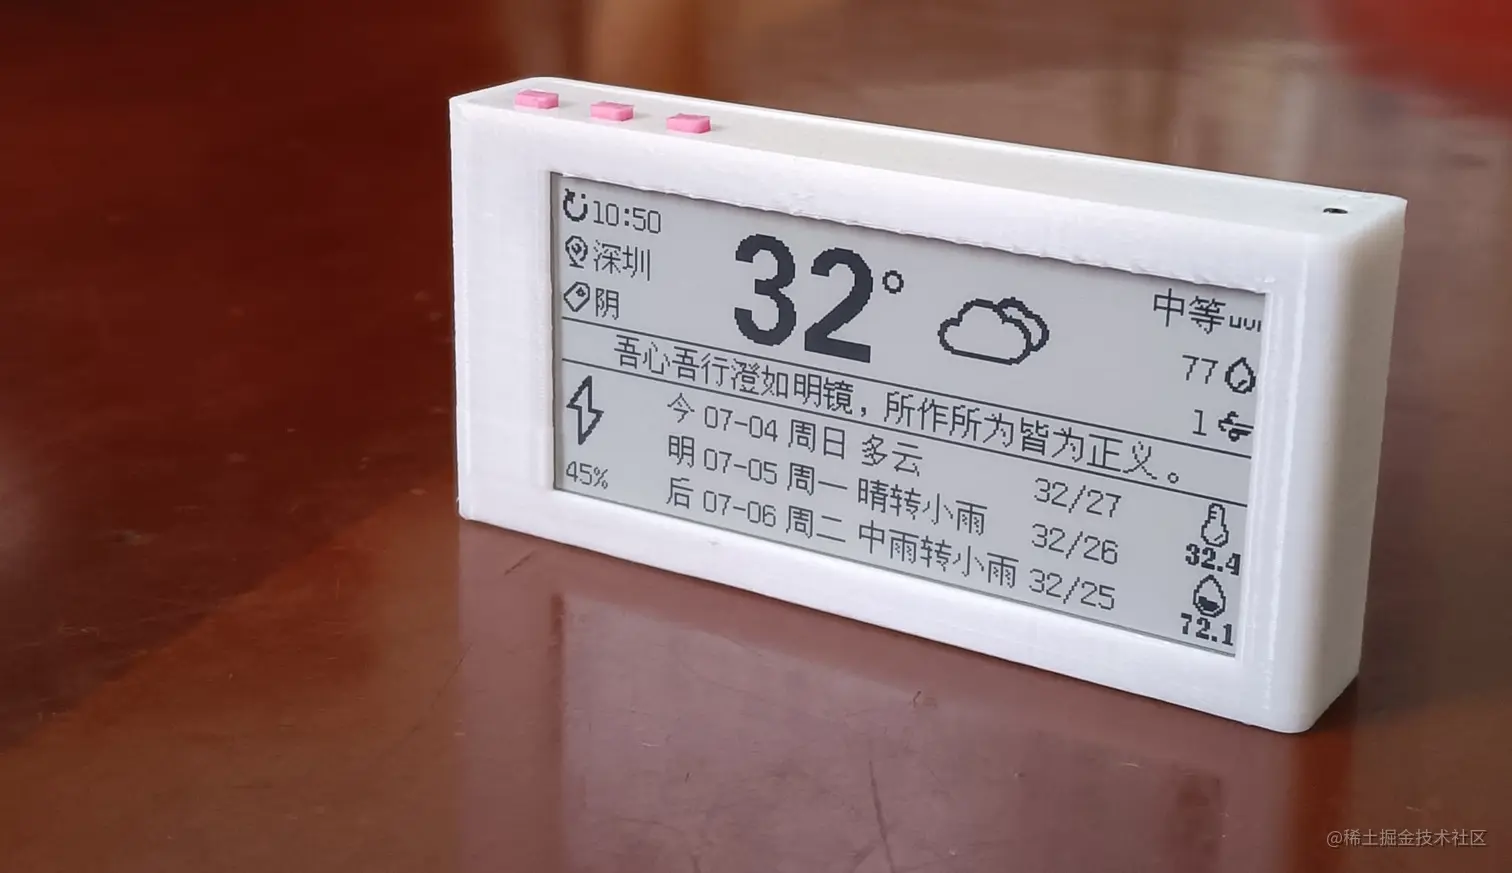 10:50
深圳
阴
32°
中等
77
1
吾心吾行澄如明镜，所作所为皆为正义。
45%
今 07-04 周日 多云 32/27
明 07-05 周一 晴转小雨 32/26
后 07-06 周二 中雨转小雨 32/25
32.4
72.1
@稀土掘金技术社区